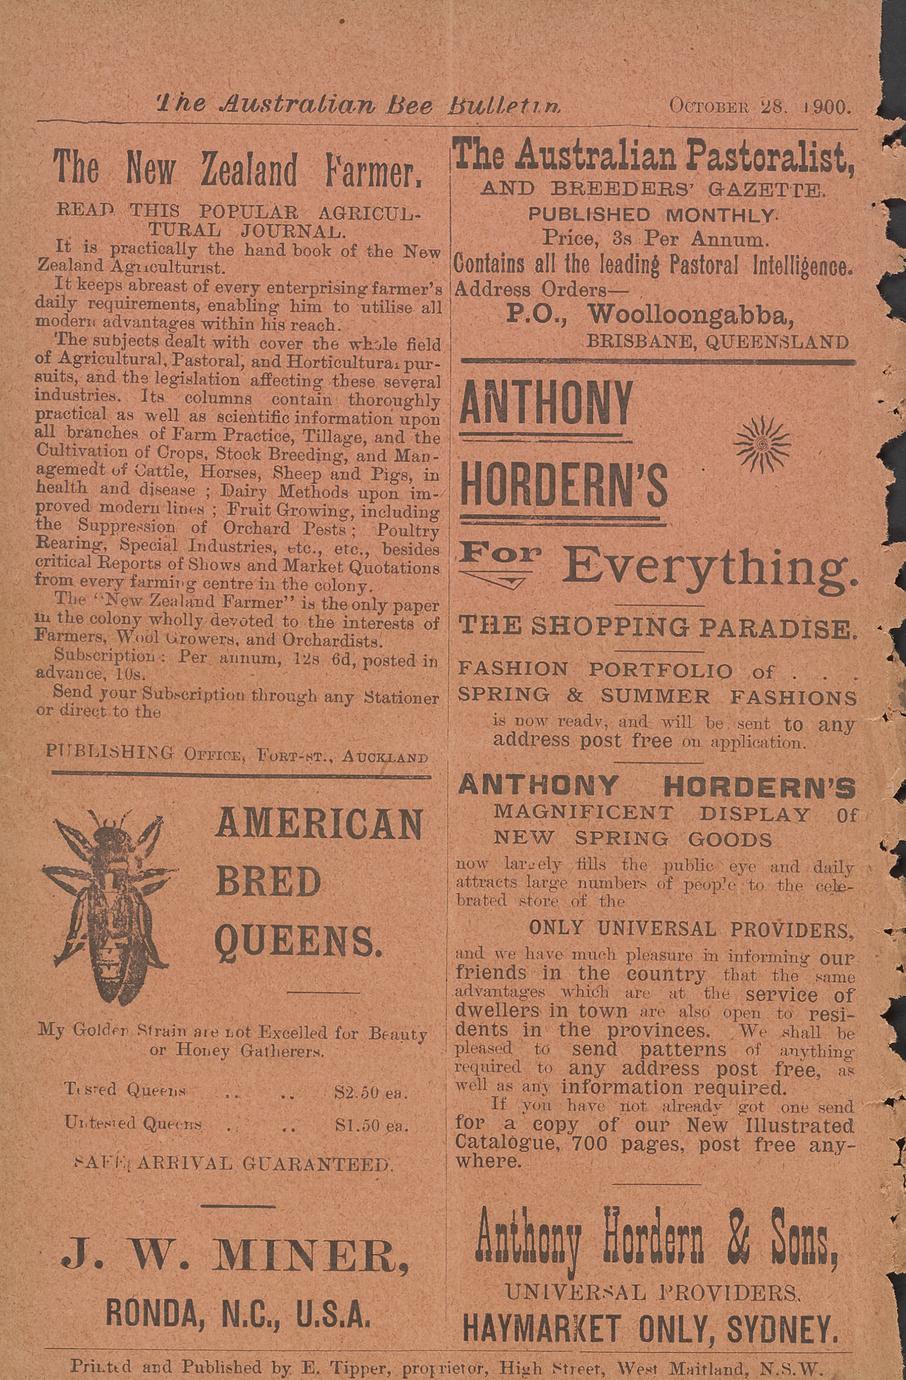 The Australian Bee Bulletin. OCTOBER 28. 1900.
The New Zealand Farmer.
READ THIS POPULAR AGRICUL-
TURAL JOURNAL.
It is practically the hand book of the New
Zealand Agriculturist.
It keeps abreast of every enterprising farmer's
daily requirements, enabling him to utilise all
modern advantages within his reach.
The subjects dealt with cover the whole field
of Agricultural, Pastoral, and Horticultural pur-
suits, and the legislation affecting these several
industries. Its columns contain thoroughly
practical as well as scientific information upon
all branches of Farm Practice, Tillage, and the
Cultivation of Crops, Stock Breeding, and Man-
agemedt of Cattle, Horses, Sheep and Pigs, in
health and disease ; Dairy Methods upon im-
proved modern lines ; Fruit Growing, including
the Suppression of Orchard Pests ; Poultry
Rearing, Special Industries, etc., etc., besides
critical Reports of Shows and Market Quotations
from every farming centre in the colony.
The "New Zealand Farmer" is the only paper
in the colony wholly devoted to the interests of
Farmers, Wool Growers, and Orchardists.
Subscription : Per annum, 12s 6d, posted in
advance, 10s.
Send your Subscription through any Stationer
or direct to the
PUBLISHING OFFICE, FORT-ST., AUCKLAND
AMERICAN
BRED
QUEENS.
My Golden Strain are not Excelled for Beauty
or Honey Gatherers.
Tested Queens .. .. $2.50 ea.
Untested Queens .. .. $1.50 ea.
SAFE ARRIVAL GUARANTEED.
J. W. MINER,
RONDA, N.C., U.S.A.
The Australian Pastoralist,
AND BREEDERS' GAZETTE.
PUBLISHED MONTHLY.
Price, 3s Per Annum.
Contains all the leading Pastoral Intelligence.
Address Orders—
P.O., Woolloongabba,
BRISBANE, QUEENSLAND
ANTHONY
HORDERN'S
For Everything.
THE SHOPPING PARADISE.
FASHION PORTFOLIO of . . .
SPRING & SUMMER FASHIONS
is now ready, and will be sent to any
address post free on application.
ANTHONY HORDERN'S
MAGNIFICENT DISPLAY Of
NEW SPRING GOODS
now largely fills the public eye and daily
attracts large numbers of people to the cele-
brated store of the
ONLY UNIVERSAL PROVIDERS,
and we have much pleasure in informing our
friends in the country that the same
advantages which are at the service of
dwellers in town are also open to resi-
dents in the provinces. We shall be
pleased to send patterns of anything
required to any address post free, as
well as any information required.
If you have not already got one send
for a copy of our New Illustrated
Catalogue, 700 pages, post free any-
where.
Anthony Hordern & Sons,
UNIVERSAL PROVIDERS,
HAYMARKET ONLY, SYDNEY.
Printed and Published by E. Tipper, proprietor, High Street, West Maitland, N.S.W.